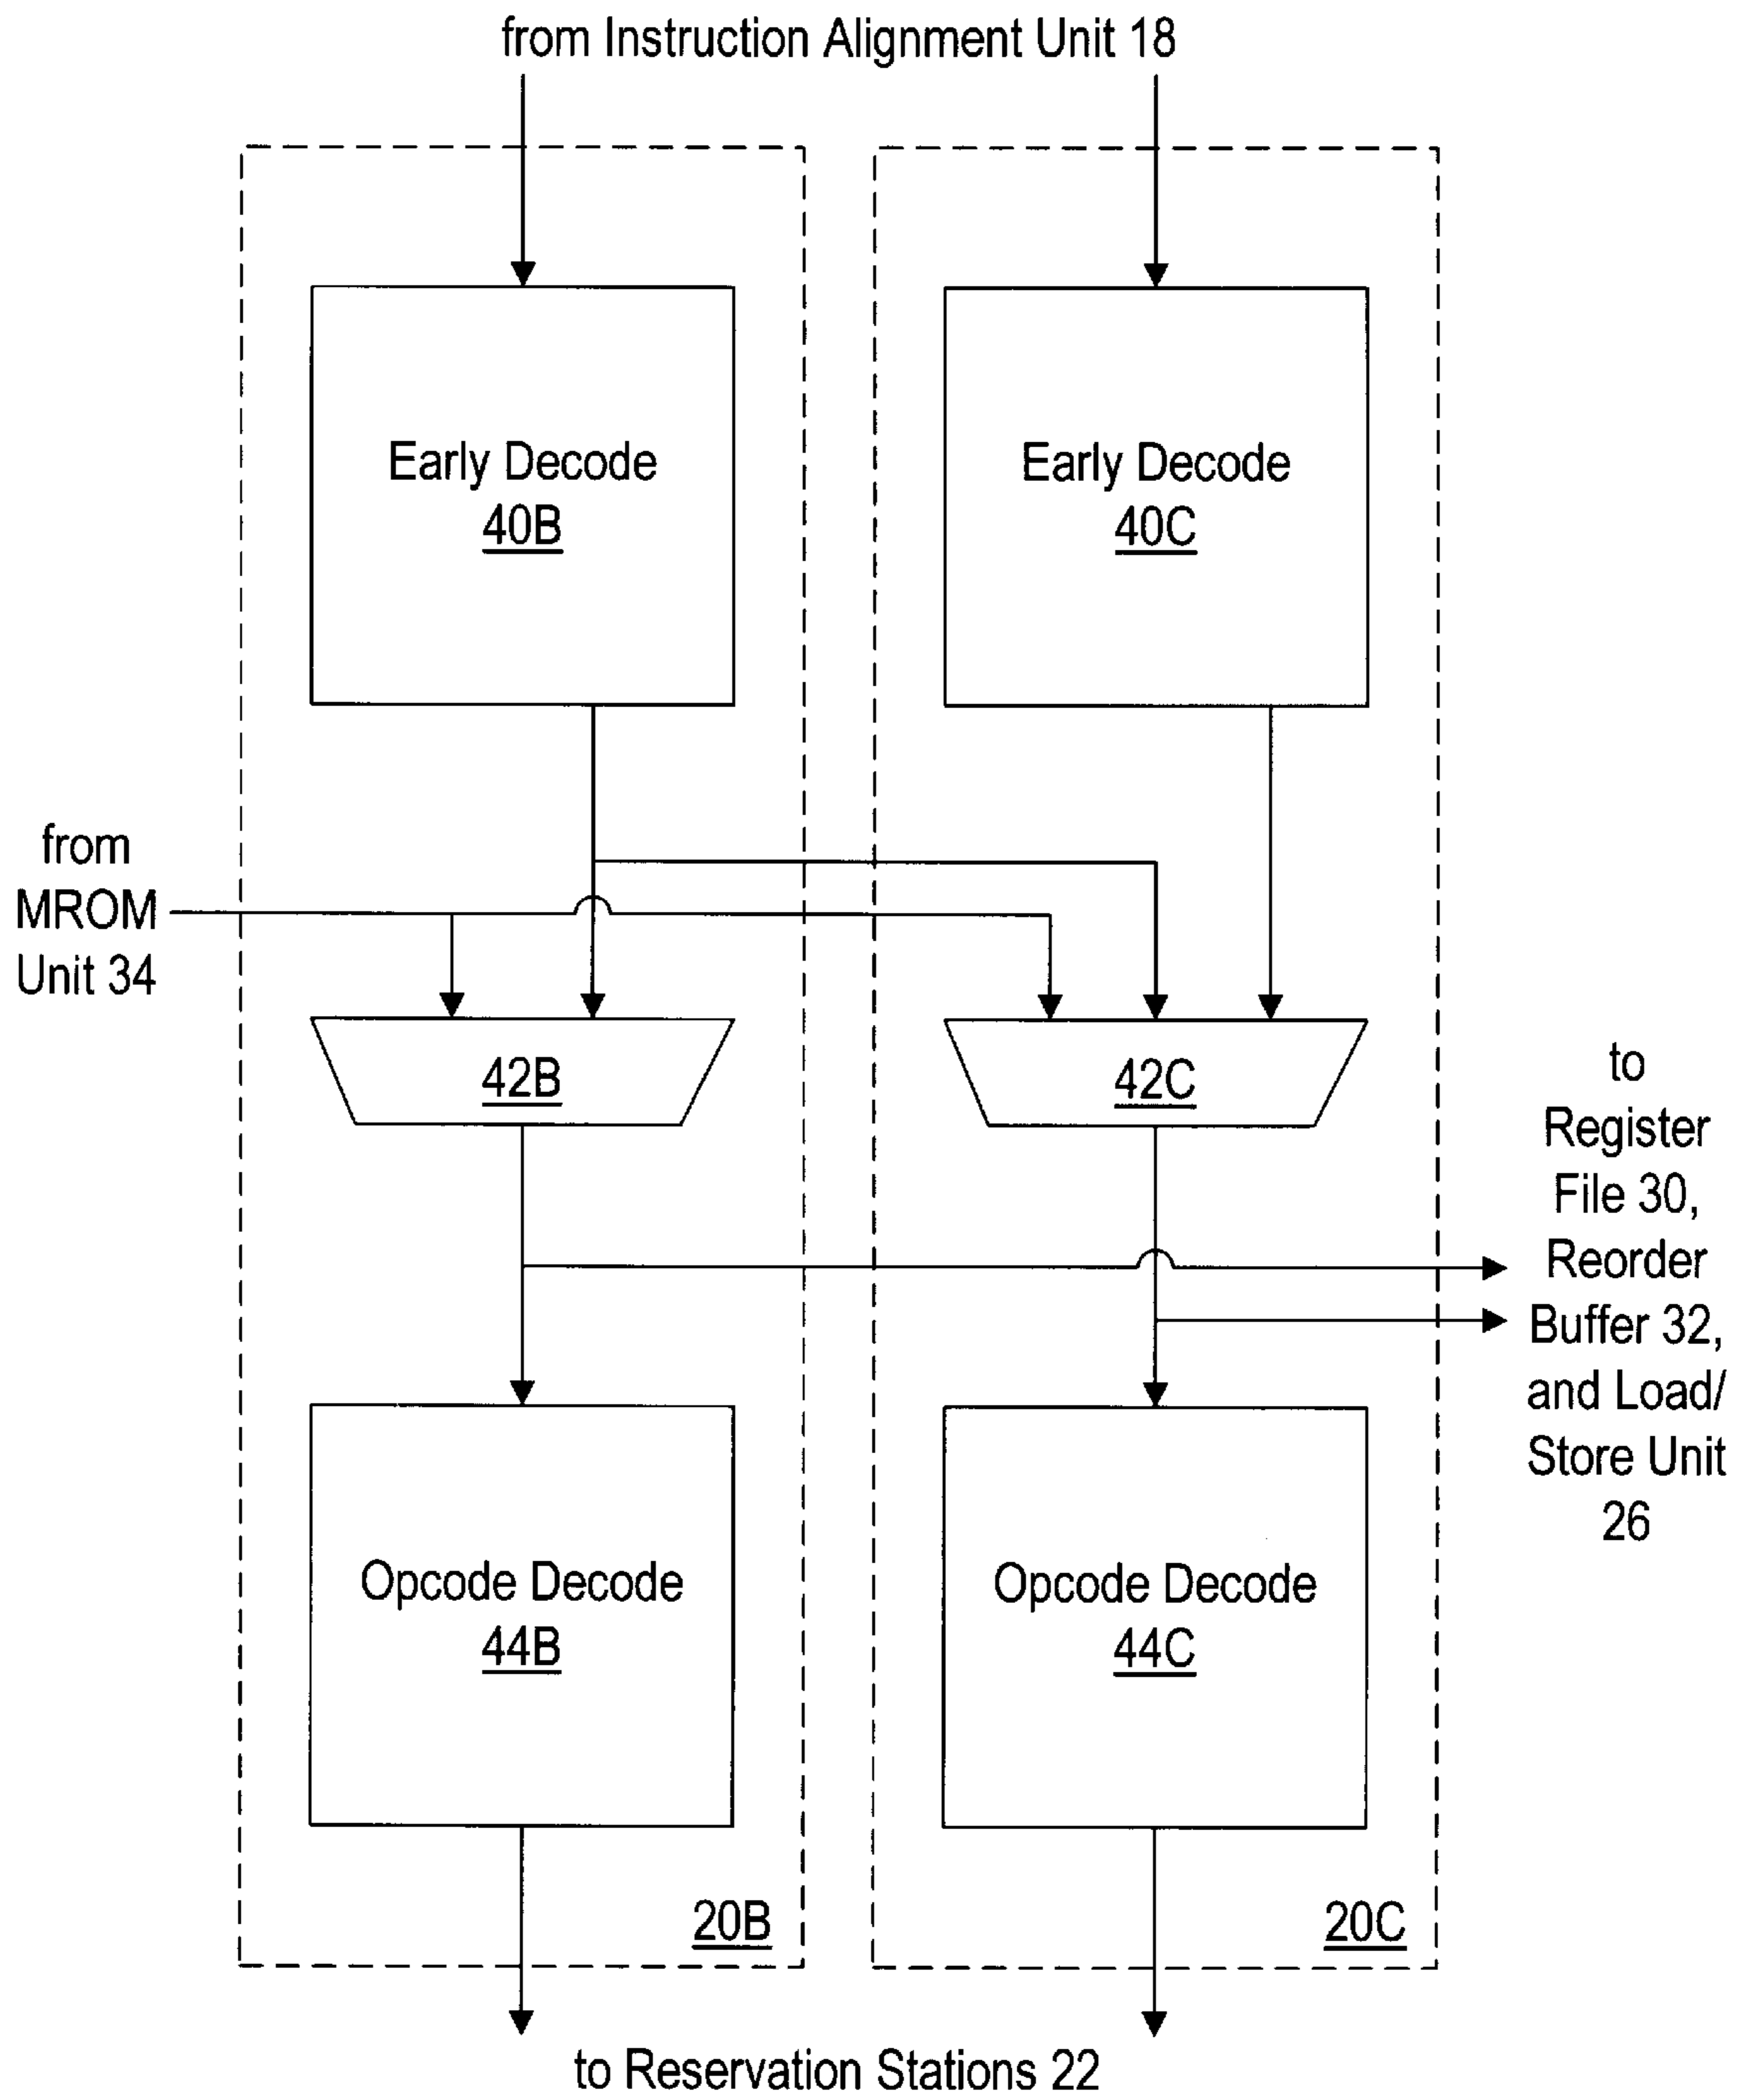 from Instruction Alignment Unit 18
Early Decode
40B
Early Decode
40C
from
MROM
Unit 34
42B
42C
to
Register
File 30,
Reorder
Buffer 32,
and Load/
Store Unit
26
Opcode Decode
44B
Opcode Decode
44C
20B
20C
to Reservation Stations 22